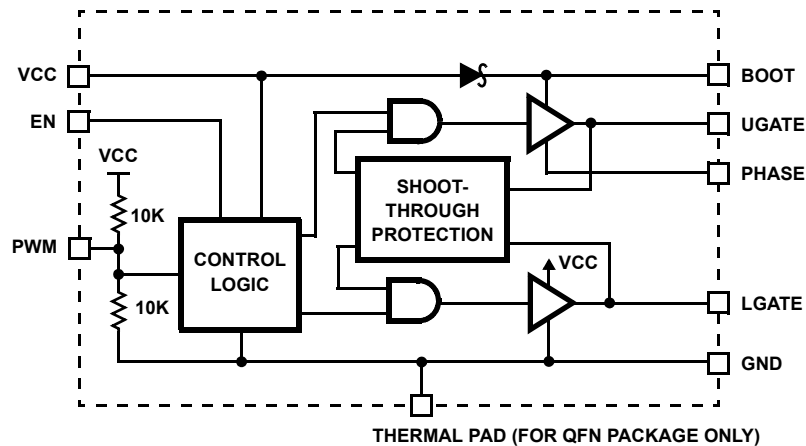 VCC
BOOT
EN
UGATE
VCC
PHASE
10K
SHOOT-
THROUGH
PROTECTION
PWM
CONTROL
LOGIC
VCC
10K
LGATE
GND
THERMAL PAD (FOR QFN PACKAGE ONLY)